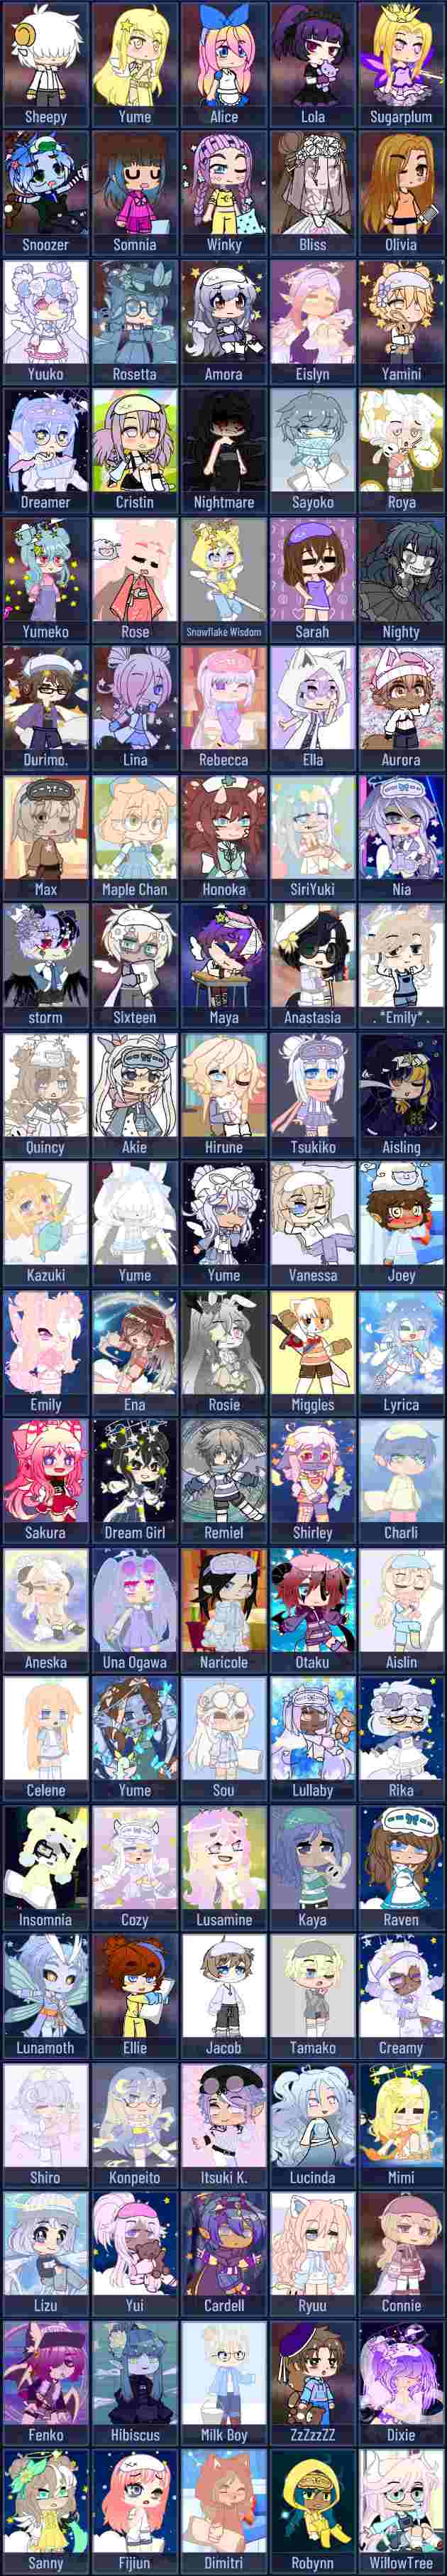 Sheepy Yume Alice Lola Sugarplum
Snoozer Somnia Winky Bliss Olivia
Yuuko Rosetta Amora Eislyn Yamini
Dreamer Cristin Nightmare Sayoko Roya
Yumeko Rose Snowflake Wisdom Sarah Nighty
Durimo. Lina Rebecca Ella Aurora
Max Maple Chan Honoka SiriYuki Nia
storm Sixteen Maya Anastasia .*Emily*.
Quincy Akie Hirune Tsukiko Aisling
Kazuki Yume Yume Vanessa Joey
Emily Ena Rosie Miggles Lyrica
Sakura Dream Girl Remiel Shirley Charli
Aneska Una Ogawa Naricole Otaku Aislin
Celene Yume Sou Lullaby Rika
Insomnia Cozy Lusamine Kaya Raven
Lunamoth Ellie Jacob Tamako Creamy
Shiro Konpeito Itsuki K. Lucinda Mimi
Lizu Yui Cardell Ryuu Connie
Fenko Hibiscus Milk Boy ZzZzzZZ Dixie
Sanny Fijiun Dimitri Robynn WillowTree